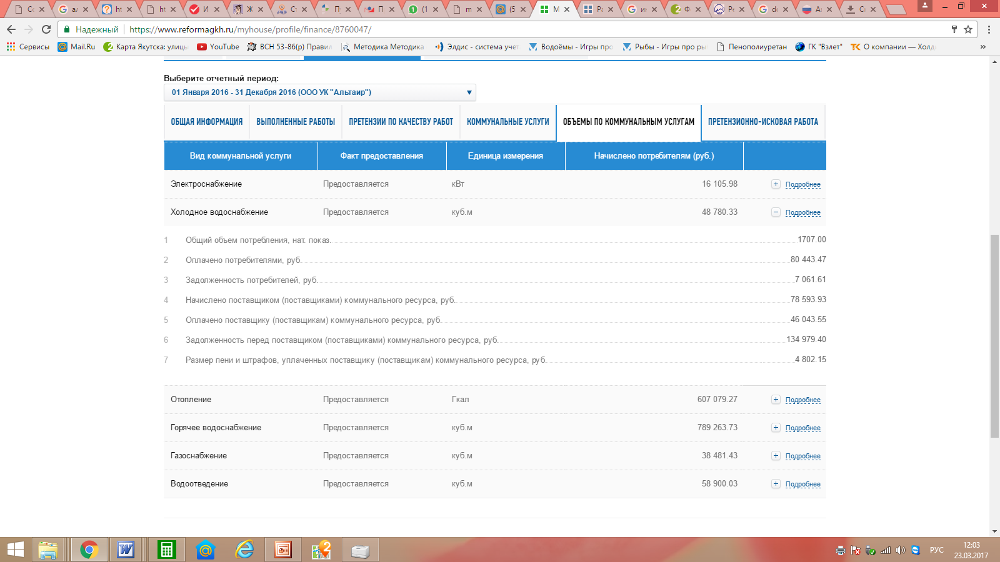 Надежный https://www.reformagkh.ru/myhouse/profile/finance/8760047/
Сервисы Mail.Ru Карта Якутска: улицы YouTube ВСН 53-86(р) Правил Методика Методика Элдис - система учет Водоёмы - Игры про Рыбы - Игры про ры Пенополиуретан ГК "Взлет" О компании — Холд »
Выберите отчетный период:
01 Января 2016 - 31 Декабря 2016 (ООО УК "Альтаир")
ОБЩАЯ ИНФОРМАЦИЯ ВЫПОЛНЕННЫЕ РАБОТЫ ПРЕТЕНЗИИ ПО КАЧЕСТВУ РАБОТ КОММУНАЛЬНЫЕ УСЛУГИ ОБЪЕМЫ ПО КОММУНАЛЬНЫМ УСЛУГАМ ПРЕТЕНЗИОННО-ИСКОВАЯ РАБОТА
Вид коммунальной услуги Факт предоставления Единица измерения Начислено потребителям (руб.)
Электроснабжение Предоставляется кВт 16 105.98 Подробнее
Холодное водоснабжение Предоставляется куб.м 48 780.33 Подробнее
1 Общий объем потребления, нат. показ. 1707.00
2 Оплачено потребителями, руб. 80 443.47
3 Задолженность потребителей, руб. 7 061.61
4 Начислено поставщиком (поставщиками) коммунального ресурса, руб. 78 593.93
5 Оплачено поставщику (поставщикам) коммунального ресурса, руб. 46 043.55
6 Задолженность перед поставщиком (поставщиками) коммунального ресурса, руб. 134 979.40
7 Размер пени и штрафов, уплаченных поставщику (поставщикам) коммунального ресурса, руб. 4 802.15
Отопление Предоставляется Гкал 607 079.27 Подробнее
Горячее водоснабжение Предоставляется куб.м 789 263.73 Подробнее
Газоснабжение Предоставляется куб.м 38 481.43 Подробнее
Водоотведение Предоставляется куб.м 58 900.03 Подробнее
РУС 12:03
23.03.2017